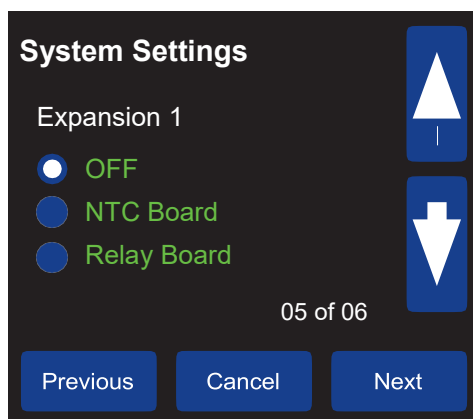 System Settings
Expansion 1
OFF
NTC Board
Relay Board
05 of 06
Previous Cancel Next